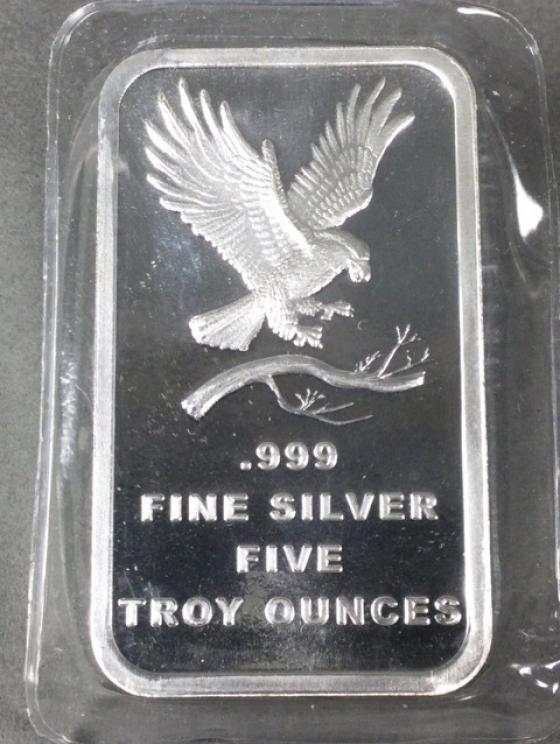 .999
FINE SILVER
FIVE
TROY OUNCES